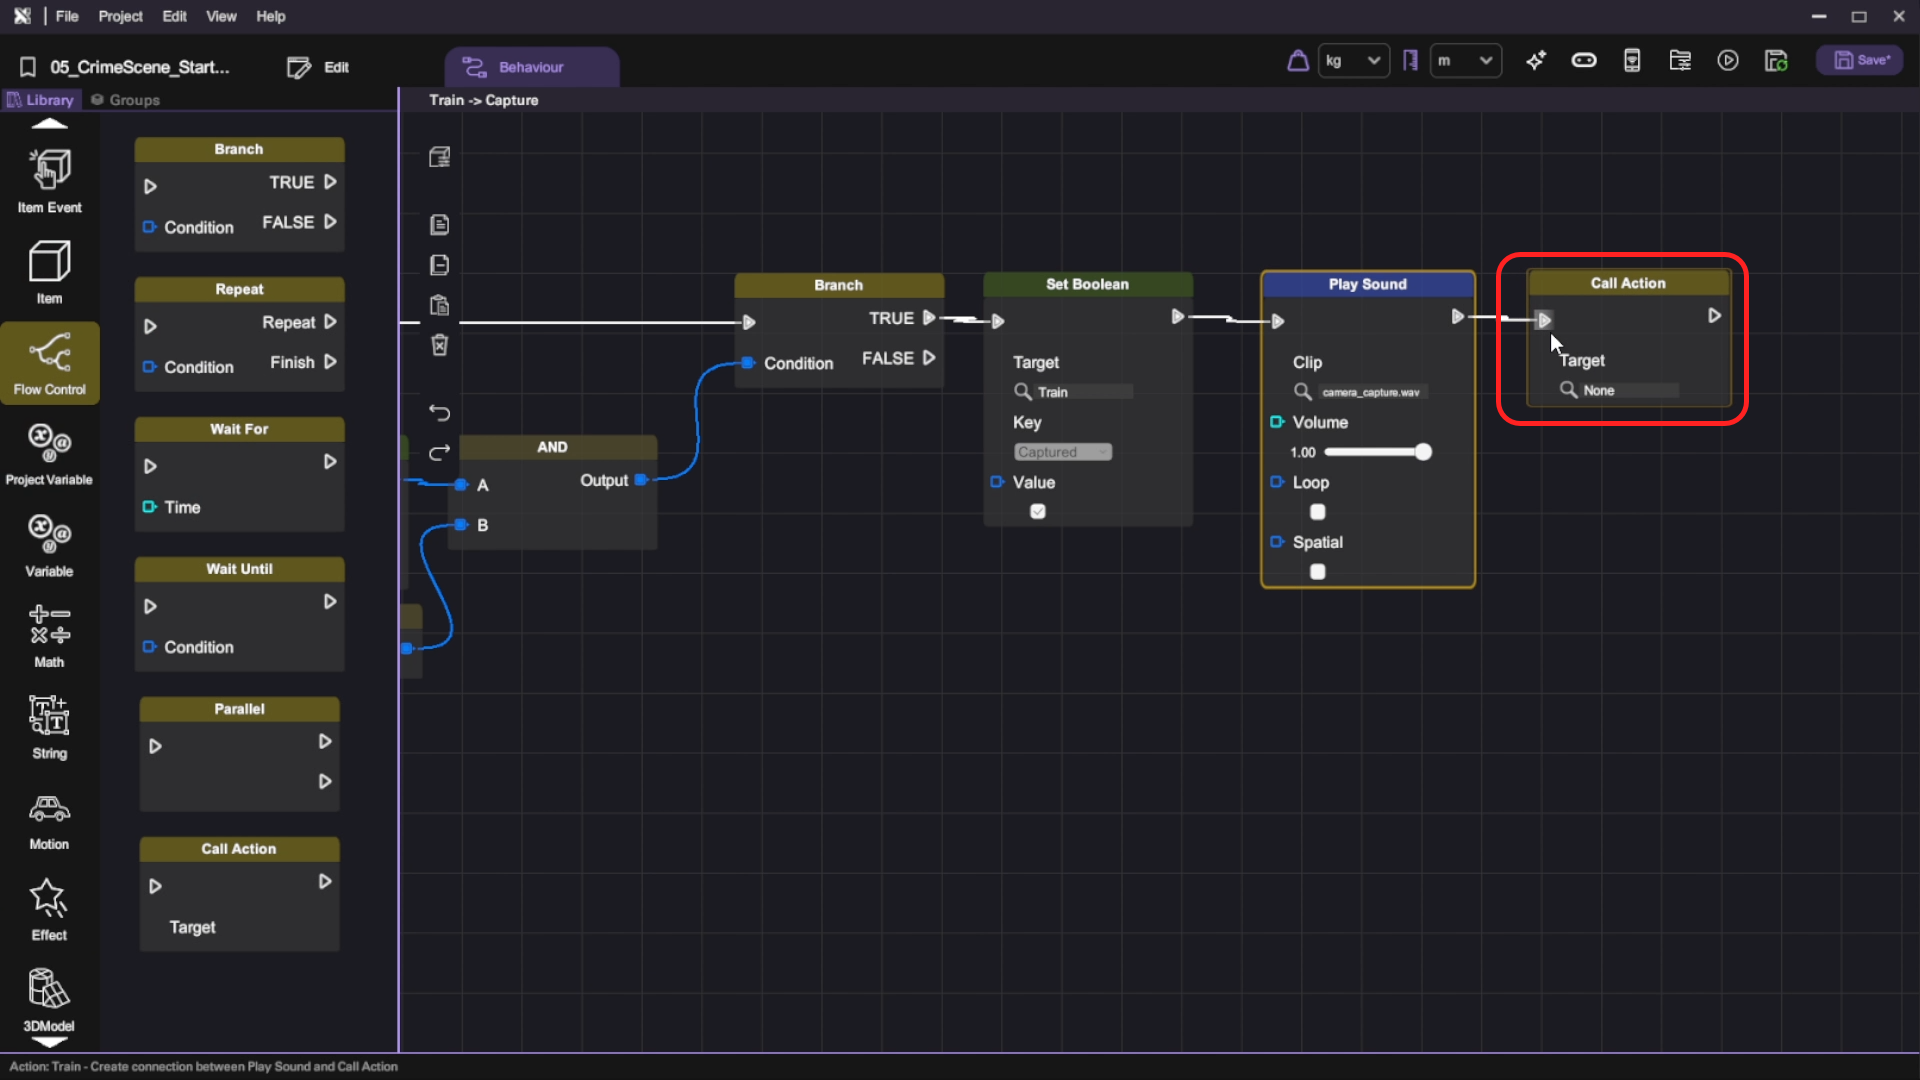 File Project Edit View Help
05_CrimeScene_Start...
Edit
Behaviour
kg
m
Save*
Library
Groups
Train -> Capture
Item Event
Item
Flow Control
Project Variable
Variable
Math
String
Motion
Effect
3DModel
Branch
TRUE
Condition
FALSE
Repeat
Repeat
Condition
Finish
Wait For
Time
Wait Until
Condition
Parallel
Call Action
Target
AND
A
Output
B
Branch
TRUE
Condition
FALSE
Set Boolean
Target
Train
Key
Captured
Value
Play Sound
Clip
camera_capture.wav
Volume
1.00
Loop
Spatial
Call Action
Target
None
Action: Train - Create connection between Play Sound and Call Action